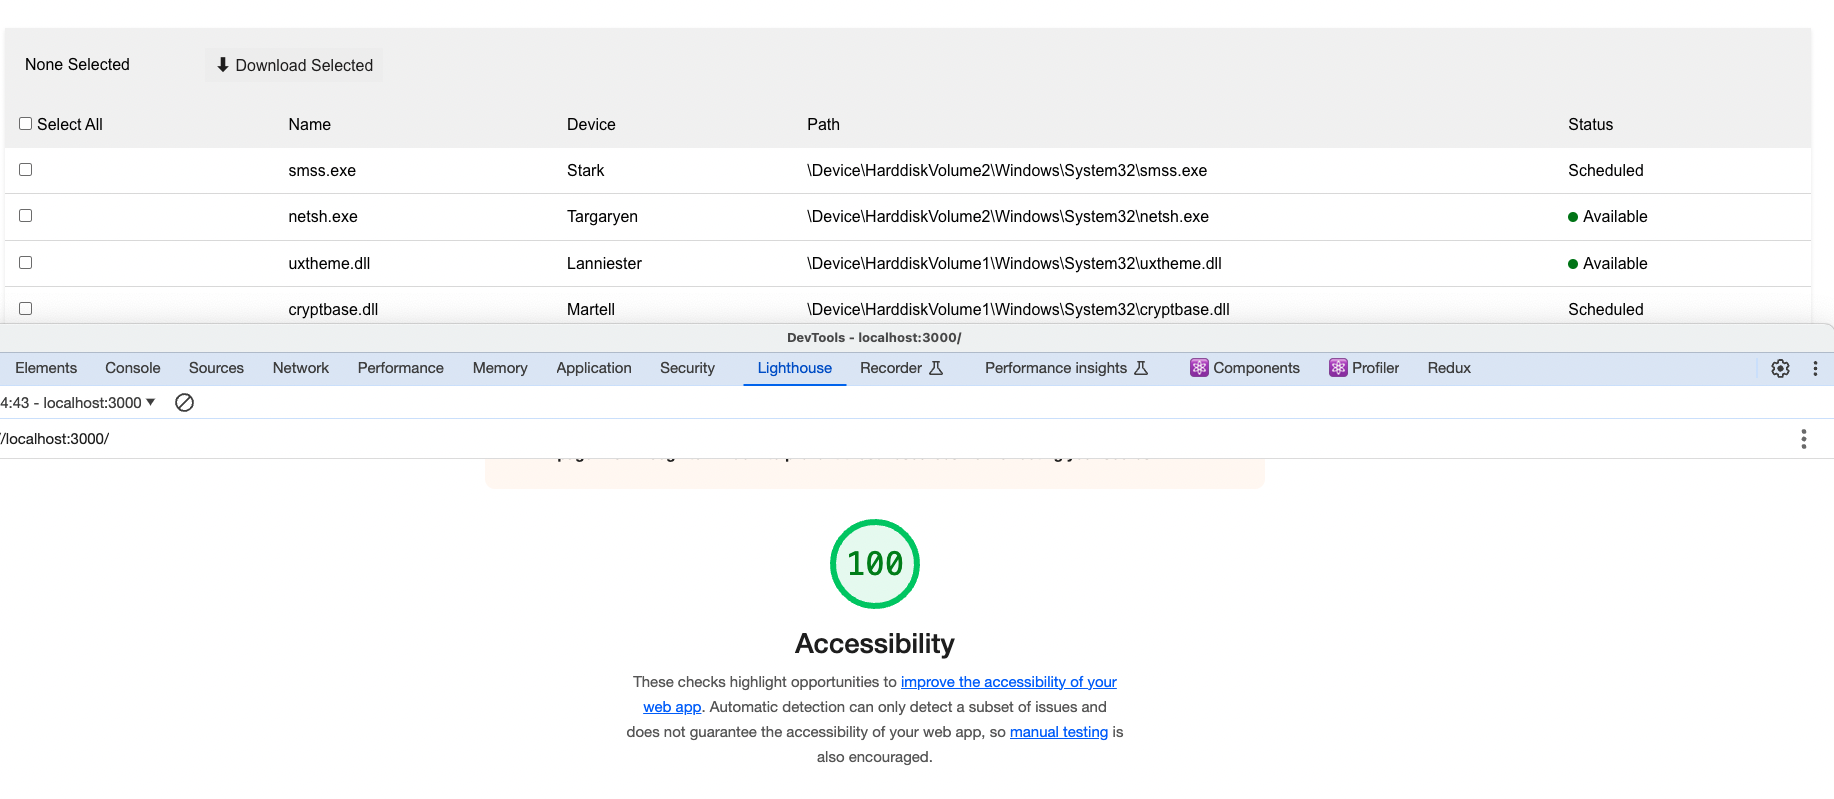 None Selected Download Selected
Select All Name Device Path Status
smss.exe Stark \Device\HarddiskVolume2\Windows\System32\smss.exe Scheduled
netsh.exe Targaryen \Device\HarddiskVolume2\Windows\System32\netsh.exe Available
uxtheme.dll Lanniester \Device\HarddiskVolume1\Windows\System32\uxtheme.dll Available
cryptbase.dll Martell \Device\HarddiskVolume1\Windows\System32\cryptbase.dll Scheduled
DevTools - localhost:3000/
Elements Console Sources Network Performance Memory Application Security Lighthouse Recorder Performance insights Components Profiler Redux
4:43 - localhost:3000
/localhost:3000/
100
Accessibility
These checks highlight opportunities to improve the accessibility of your
web app. Automatic detection can only detect a subset of issues and
does not guarantee the accessibility of your web app, so manual testing is
also encouraged.